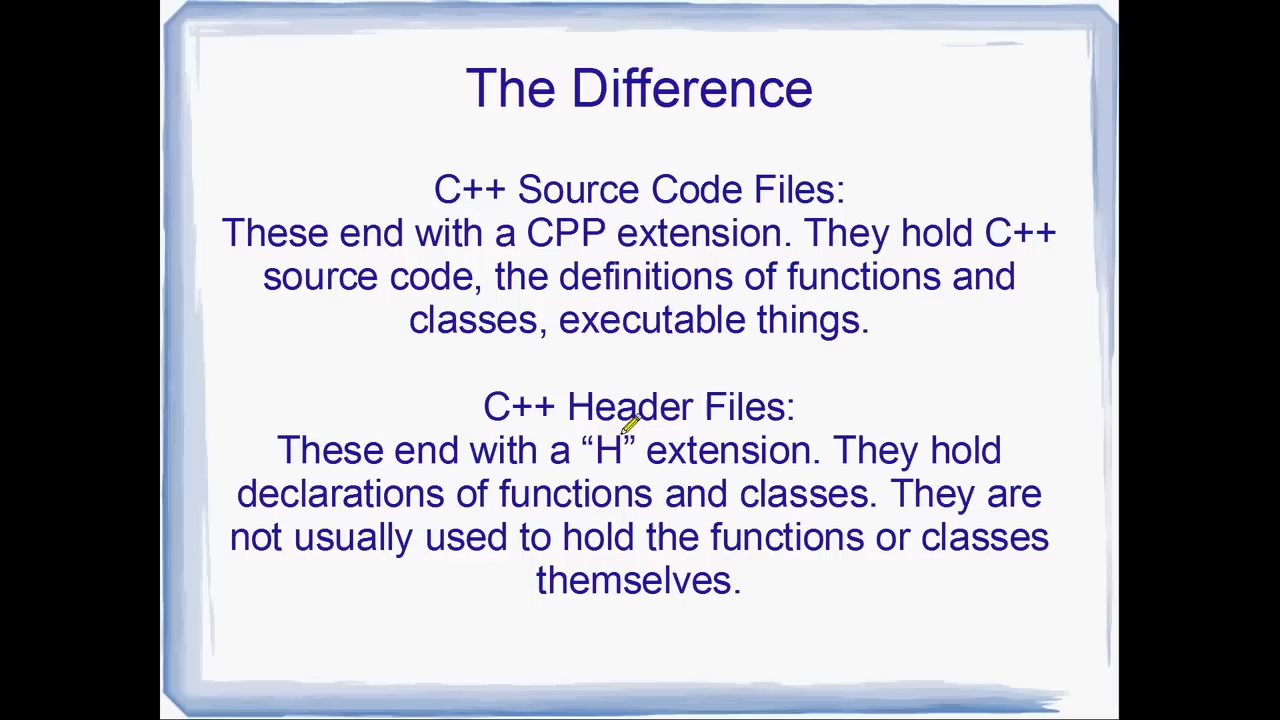 The Difference
C++ Source Code Files:
These end with a CPP extension. They hold C++
source code, the definitions of functions and
classes, executable things.
C++ Header Files:
These end with a “H” extension. They hold
declarations of functions and classes. They are
not usually used to hold the functions or classes
themselves.